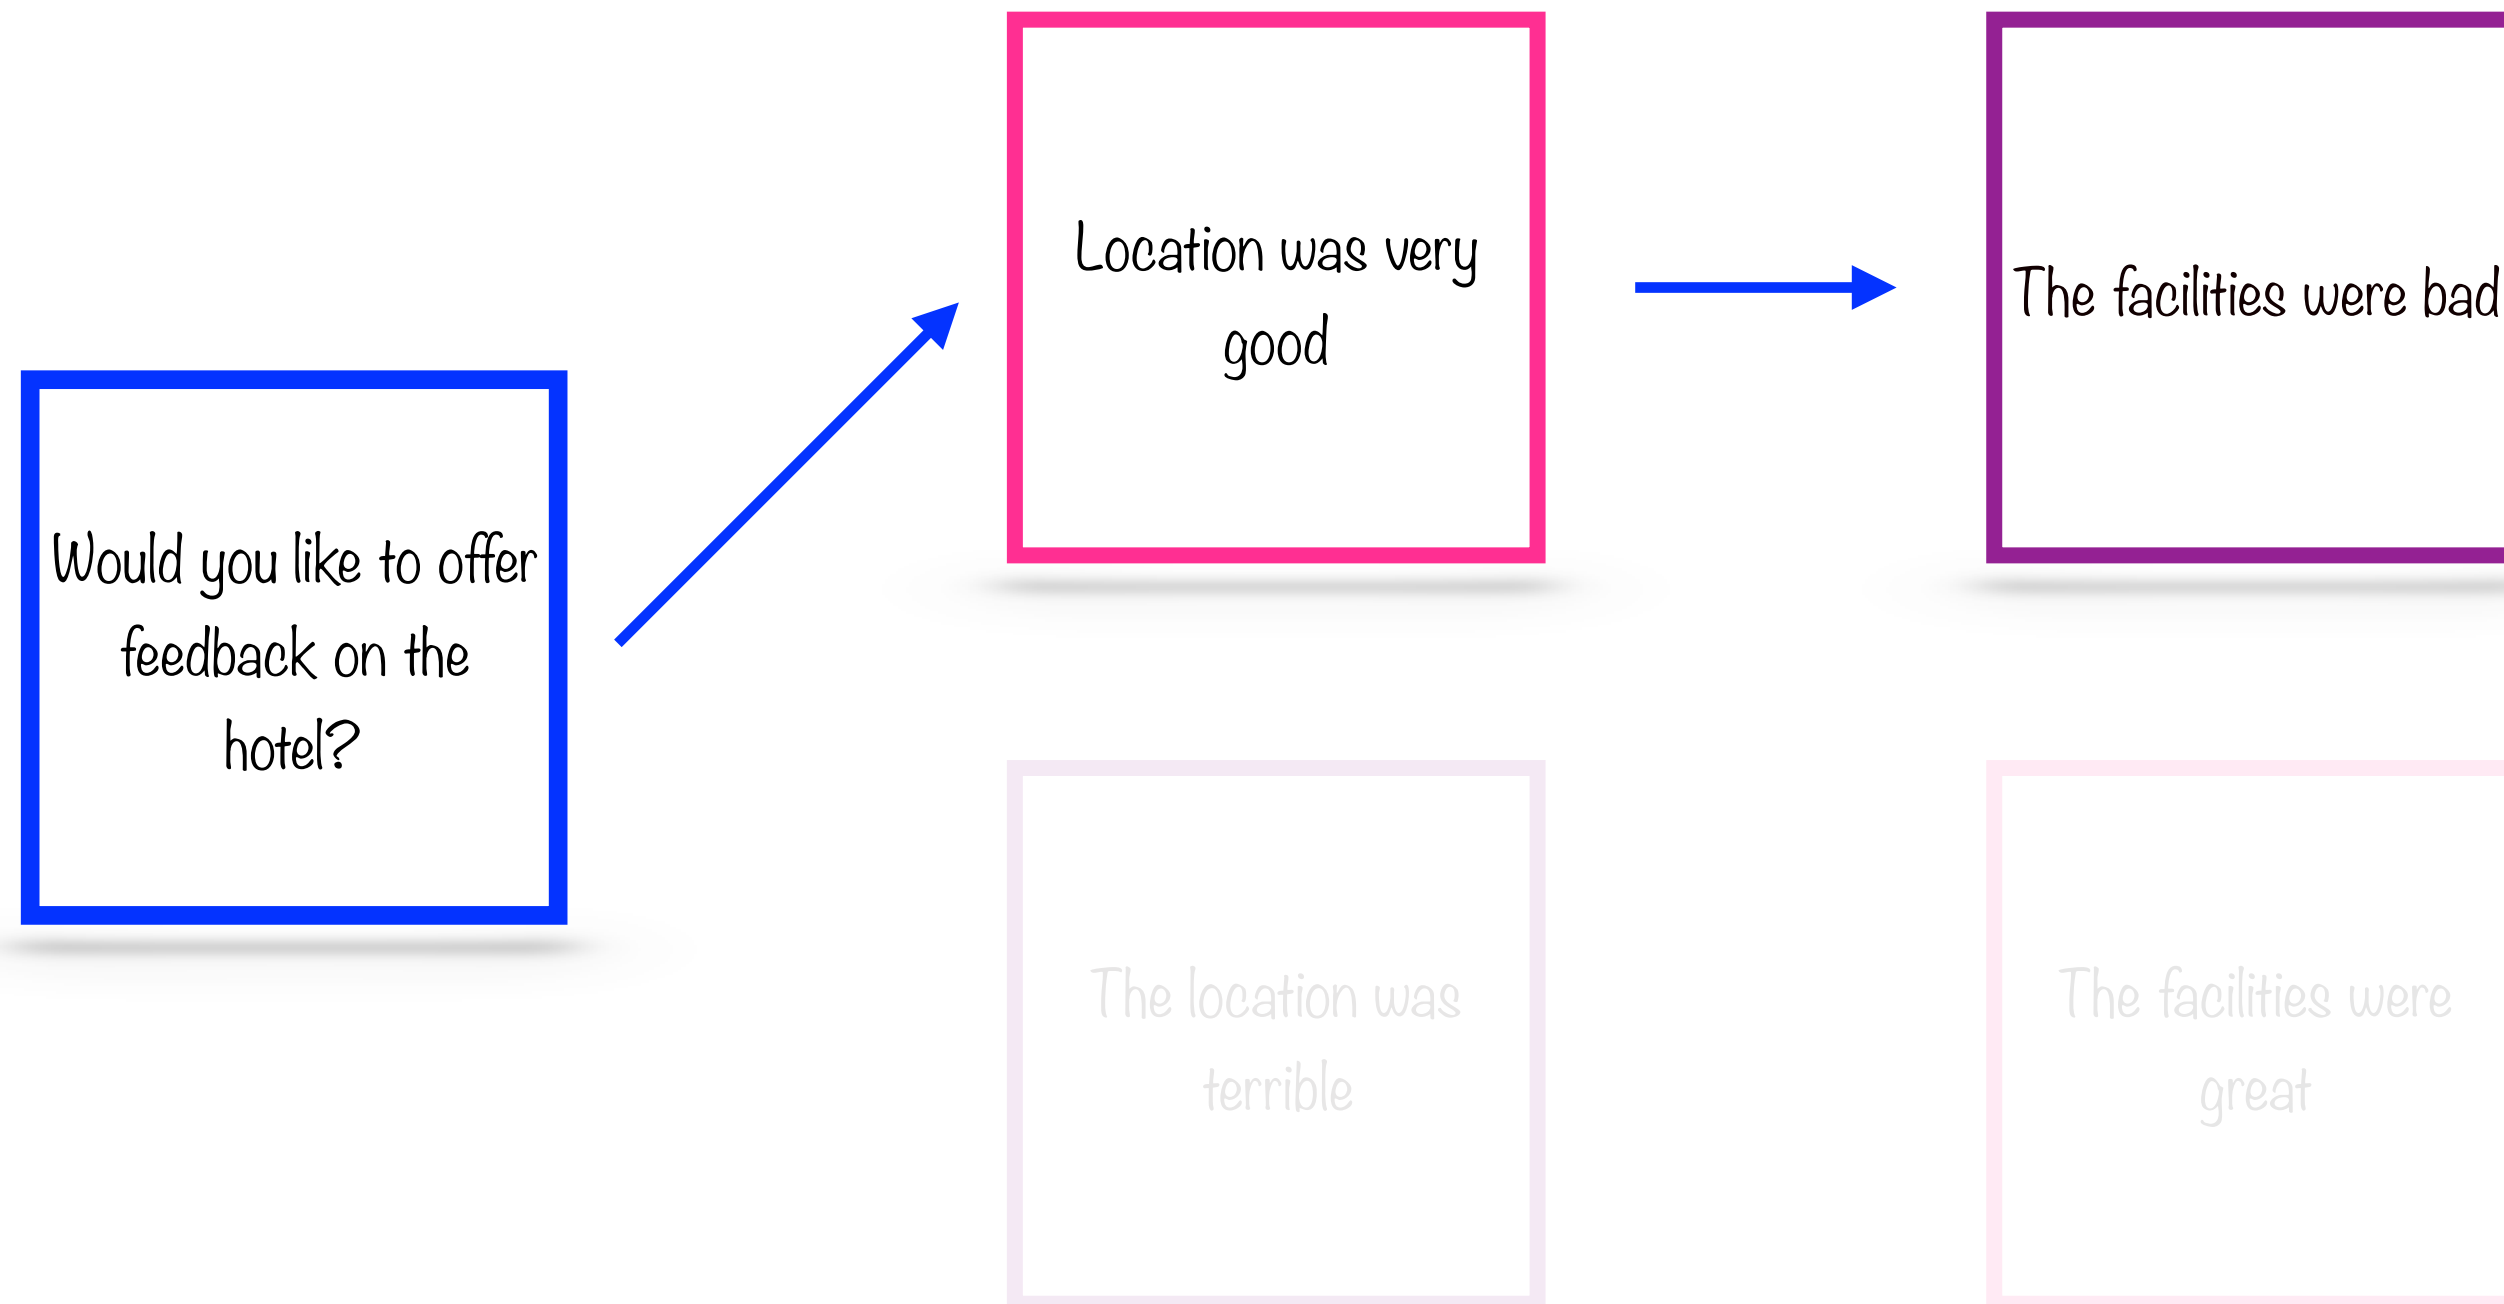 Would you like to offer
feedback on the
hotel?
Location was very
good
The facilities were bad
The location was
terrible
The facilities were
great